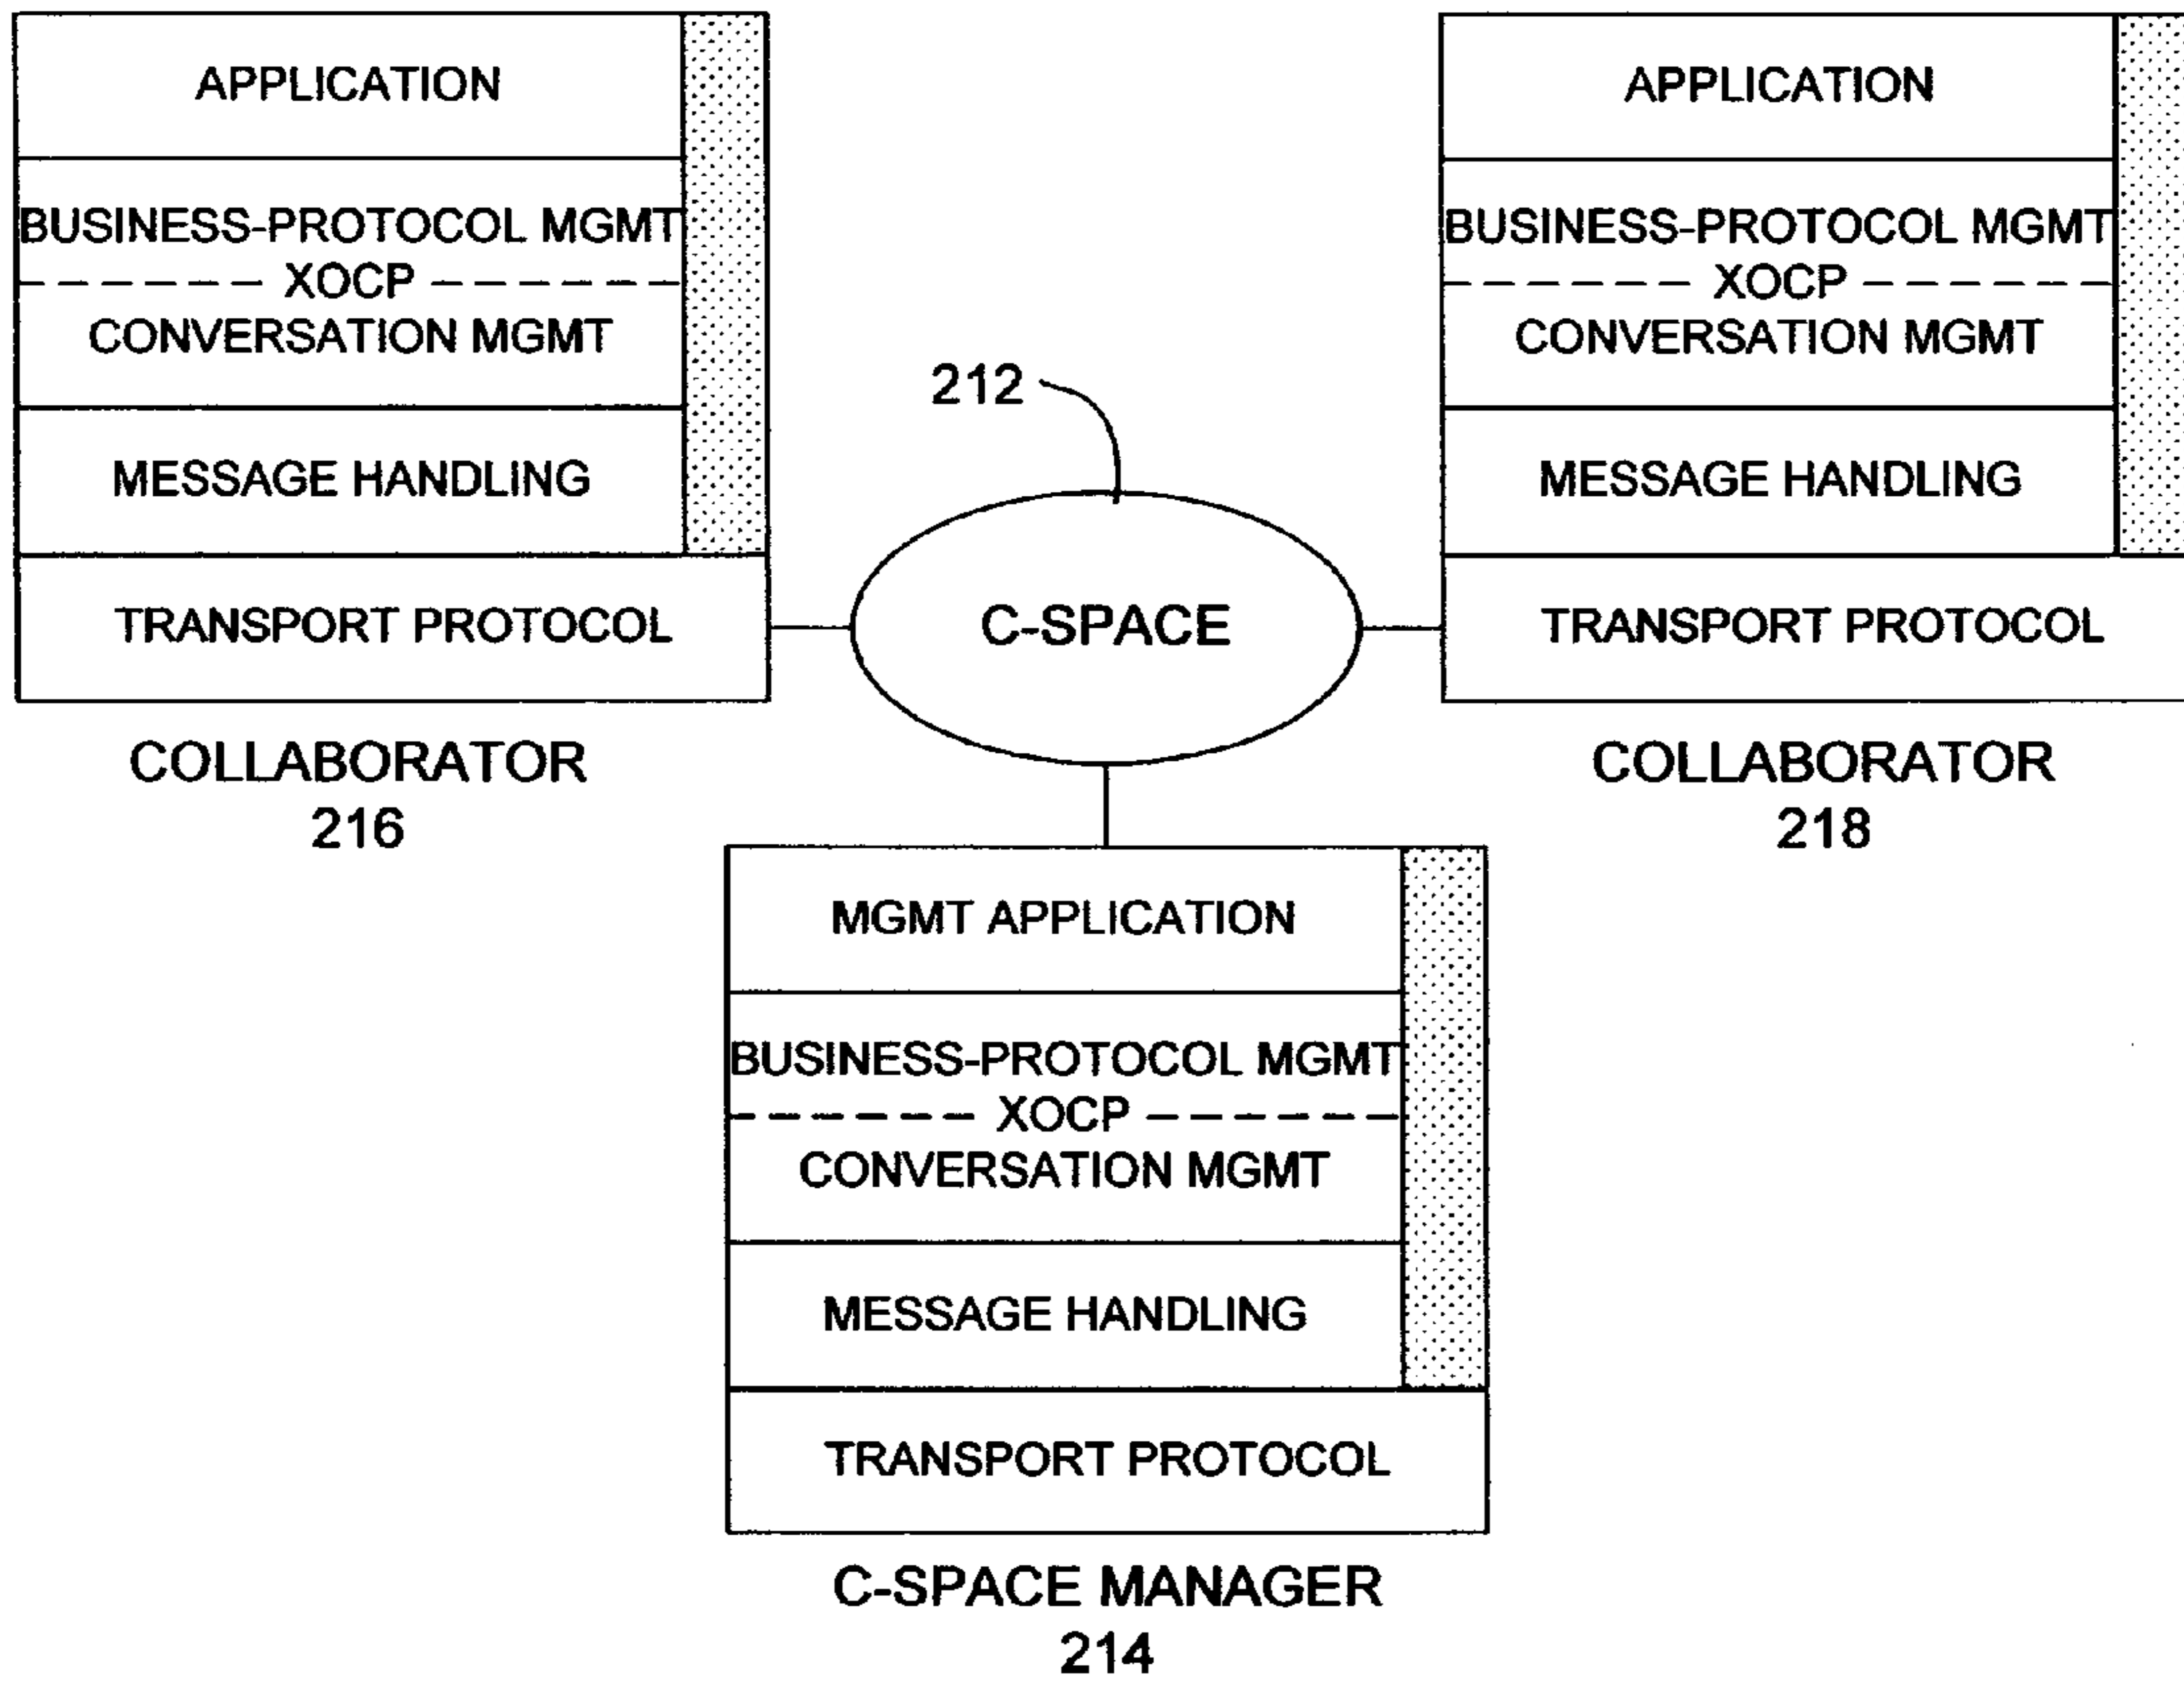 APPLICATION
BUSINESS-PROTOCOL MGMT
XOCP
CONVERSATION MGMT
MESSAGE HANDLING
TRANSPORT PROTOCOL
COLLABORATOR
216
212
C-SPACE
APPLICATION
BUSINESS-PROTOCOL MGMT
XOCP
CONVERSATION MGMT
MESSAGE HANDLING
TRANSPORT PROTOCOL
COLLABORATOR
218
MGMT APPLICATION
BUSINESS-PROTOCOL MGMT
XOCP
CONVERSATION MGMT
MESSAGE HANDLING
TRANSPORT PROTOCOL
C-SPACE MANAGER
214